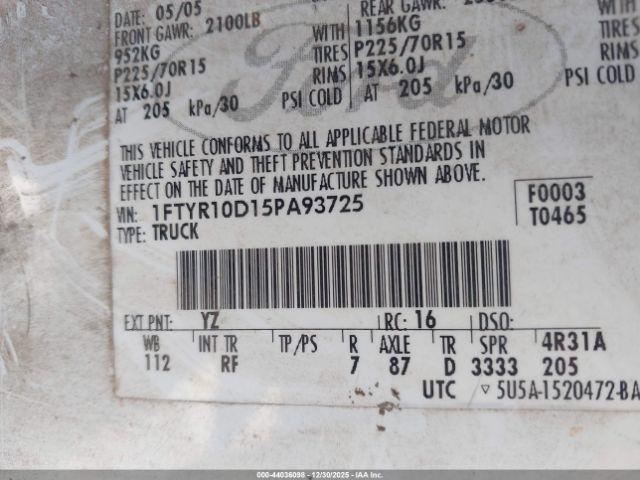 DATE: 05/05
FRONT GAWR: 2100LB
952KG
P225/70R15
15X6.0J
AT 205 kPa/30
REAR GAWR:
1156KG
WITH P225/70R15
TIRES 15X6.0J
RIMS AT 205 kPa/30
PSI COLD
WITH
TIRES
RIMS
PSI COLD
Ford
THIS VEHICLE CONFORMS TO ALL APPLICABLE FEDERAL MOTOR
VEHICLE SAFETY AND THEFT PREVENTION STANDARDS IN
EFFECT ON THE DATE OF MANUFACTURE SHOWN ABOVE.
VIN: 1FTYR10D15PA93725
TYPE: TRUCK
F0003
T0465
EXT PNT: YZ RC: 16 DSO:
WB INT TR TP/PS R AXLE TR SPR 4R31A
112 RF 7 87 D 3333 205
UTC ▽ 5U5A-1520472-BA
000-44036098 - 12/30/2025 - IAA Inc.